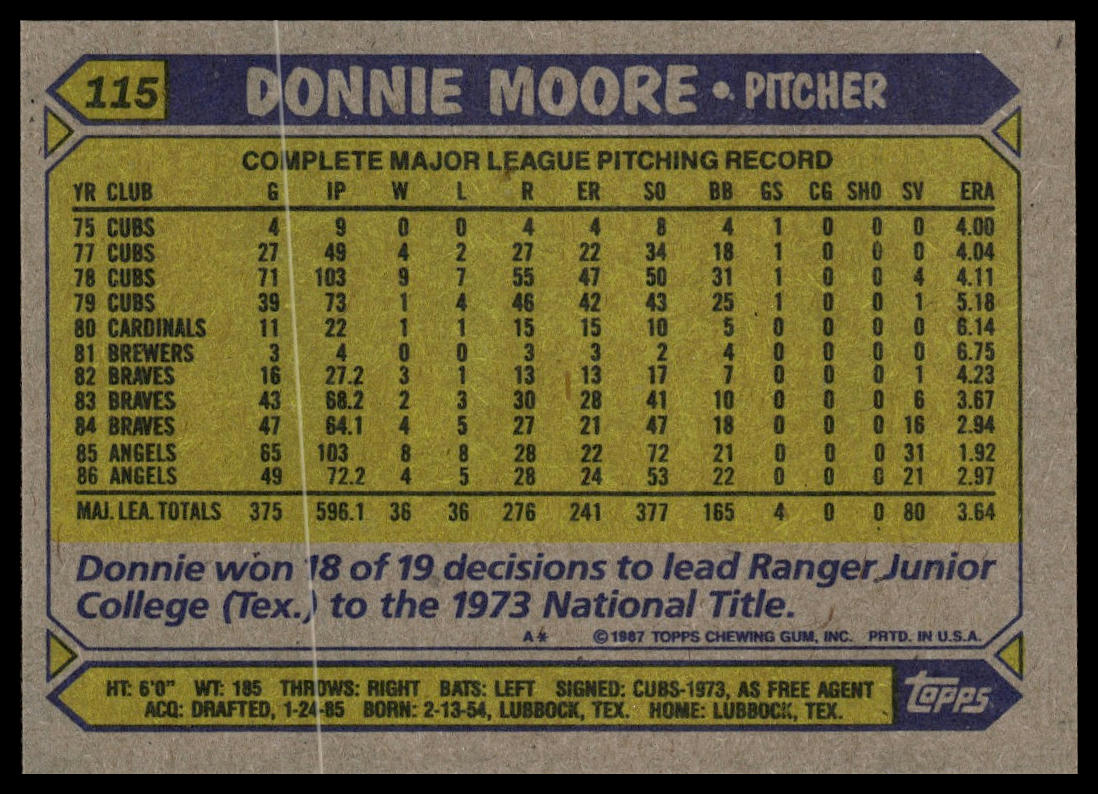 115 DONNIE MOORE • PITCHER
COMPLETE MAJOR LEAGUE PITCHING RECORD
YR CLUB G IP W L R ER SO BB GS CG SHO SV ERA
75 CUBS 4 9 0 0 4 4 8 4 1 0 0 0 4.00
77 CUBS 27 49 4 2 27 22 34 18 1 0 0 0 4.04
78 CUBS 71 103 9 7 55 47 50 31 1 0 0 4 4.11
79 CUBS 39 73 1 4 46 42 43 25 1 0 0 1 5.18
80 CARDINALS 11 22 1 1 15 15 10 5 0 0 0 0 6.14
81 BREWERS 3 4 0 0 3 3 2 4 0 0 0 0 6.75
82 BRAVES 16 27.2 3 1 13 13 17 7 0 0 0 1 4.23
83 BRAVES 43 68.2 2 3 30 28 41 10 0 0 0 6 3.67
84 BRAVES 47 64.1 4 5 27 21 47 18 0 0 0 16 2.94
85 ANGELS 65 103 8 8 28 22 72 21 0 0 0 31 1.92
86 ANGELS 49 72.2 4 5 28 24 53 22 0 0 0 21 2.97
MAJ. LEA. TOTALS 375 596.1 36 36 276 241 377 165 4 0 0 80 3.64
Donnie won 18 of 19 decisions to lead Ranger Junior
College (Tex.) to the 1973 National Title.
A* ©1987 TOPPS CHEWING GUM, INC. PRTD. IN U.S.A.
HT: 6'0" WT: 185 THROWS: RIGHT BATS: LEFT SIGNED: CUBS-1973, AS FREE AGENT
ACQ: DRAFTED, 1-24-85 BORN: 2-13-54, LUBBOCK, TEX. HOME: LUBBOCK, TEX.
topps